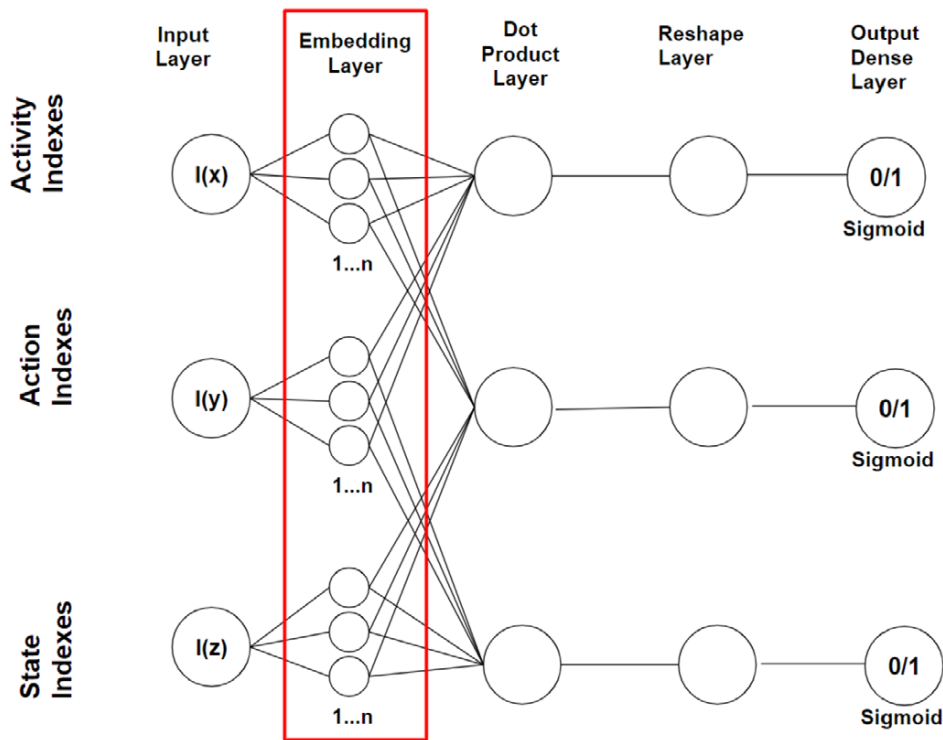 Input
Layer
Embedding
Layer
Dot
Product
Layer
Reshape
Layer
Output
Dense
Layer
Activity
Indexes
I(x)
1...n
0/1
Sigmoid
Action
Indexes
I(y)
1...n
0/1
Sigmoid
State
Indexes
I(z)
1...n
0/1
Sigmoid